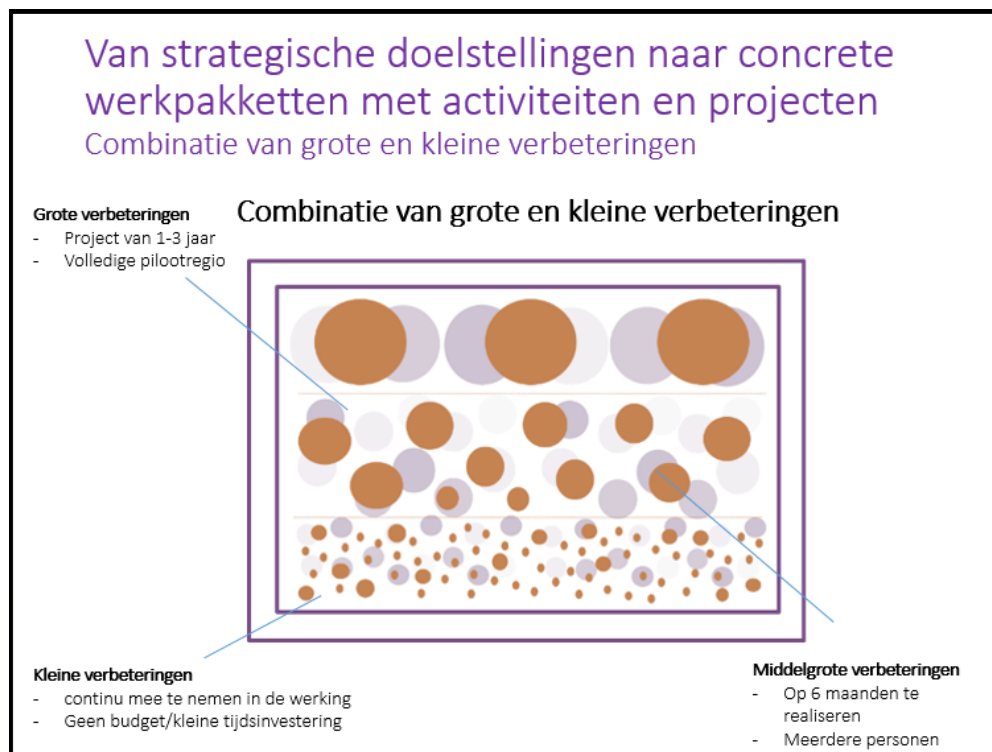 Van strategische doelstellingen naar concrete
werkpakketten met activiteiten en projecten
Combinatie van grote en kleine verbeteringen
Combinatie van grote en kleine verbeteringen
Grote verbeteringen
- Project van 1-3 jaar
- Volledige pilootregio
Kleine verbeteringen
- continu mee te nemen in de werking
- Geen budget/kleine tijdsinvestering
Middelgrote verbeteringen
- Op 6 maanden te
realiseren
- Meerdere personen